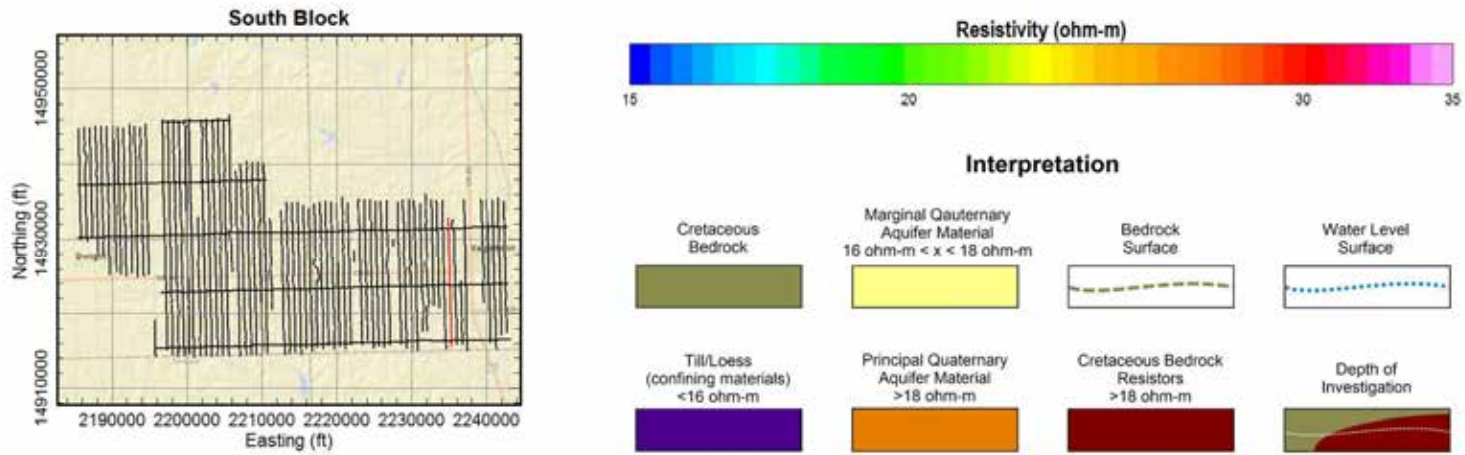 South Block
14950000
14930000
14910000
Northing (ft)
2190000 2200000 2210000 2220000 2230000 2240000
Easting (ft)
Resistivity (ohm-m)
15 20 30 35
Interpretation
Cretaceous
Bedrock
Marginal Qauternary
Aquifer Material
16 ohm-m < x < 18 ohm-m
Bedrock
Surface
Water Level
Surface
Till/Loess
(confining materials)
<16 ohm-m
Principal Quaternary
Aquifer Material
>18 ohm-m
Cretaceous Bedrock
Resistors
>18 ohm-m
Depth of
Investigation